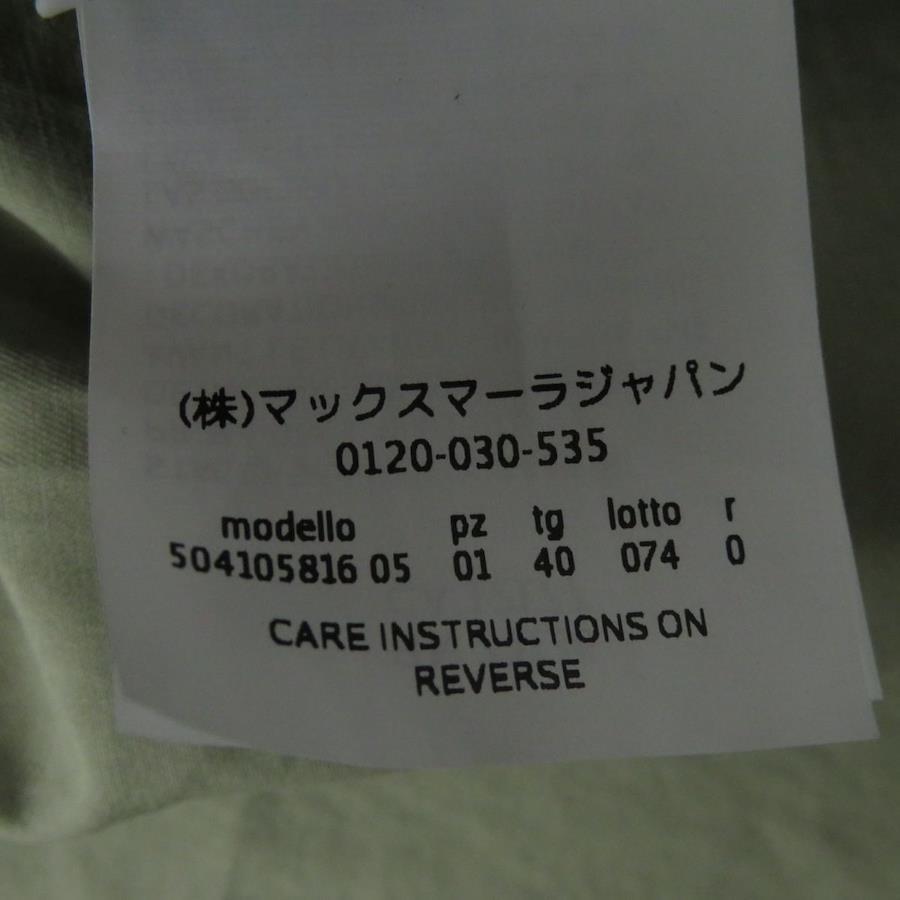 (株)マックスマーラジャパン
0120-030-535
modello pz tg lotto r
504105816 05 01 40 074 0
CARE INSTRUCTIONS ON
REVERSE